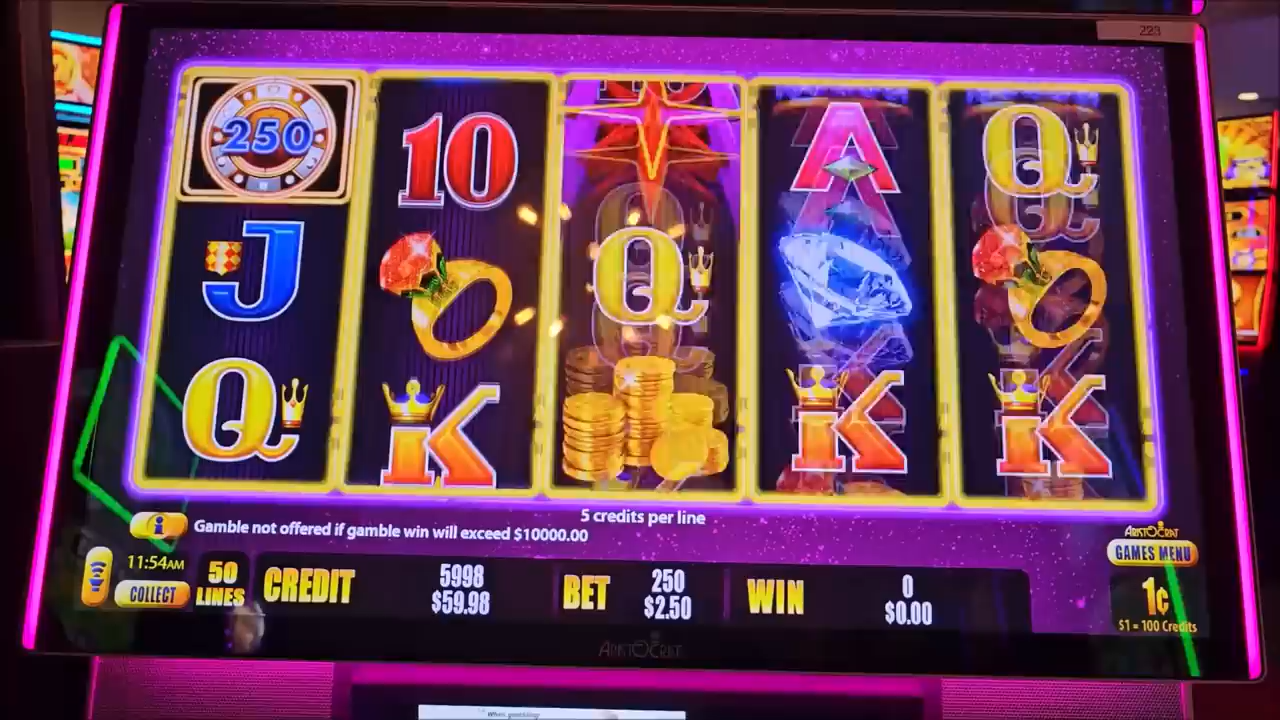 223
250
10
A
Q
J
Q
Q
K
K
K
5 credits per line
Gamble not offered if gamble win will exceed $10000.00
ARISTOCRAT
GAMES MENU
11:54AM
COLLECT
50
LINES
CREDIT
5998
$59.98
BET
250
$2.50
WIN
0
$0.00
1¢
$1 = 100 Credits
ARISTOCRAT